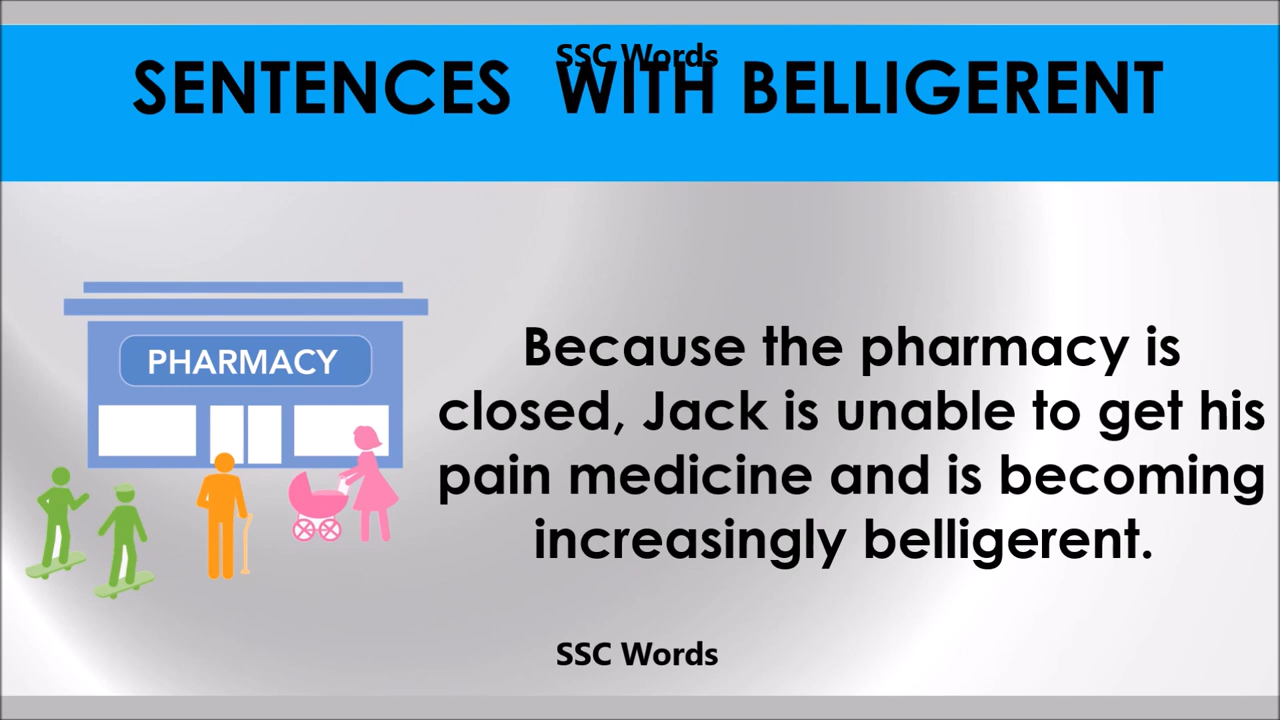 SSC Words
SENTENCES WITH BELLIGERENT
PHARMACY
Because the pharmacy is
closed, Jack is unable to get his
pain medicine and is becoming
increasingly belligerent.
SSC Words